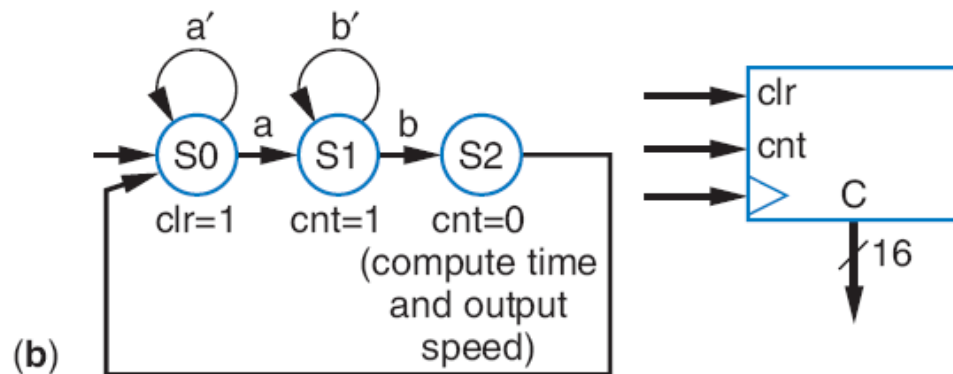 a′
b′
a
b
S0
S1
S2
clr=1
cnt=1
cnt=0
(compute time
and output
speed)
(b)
clr
cnt
C
16